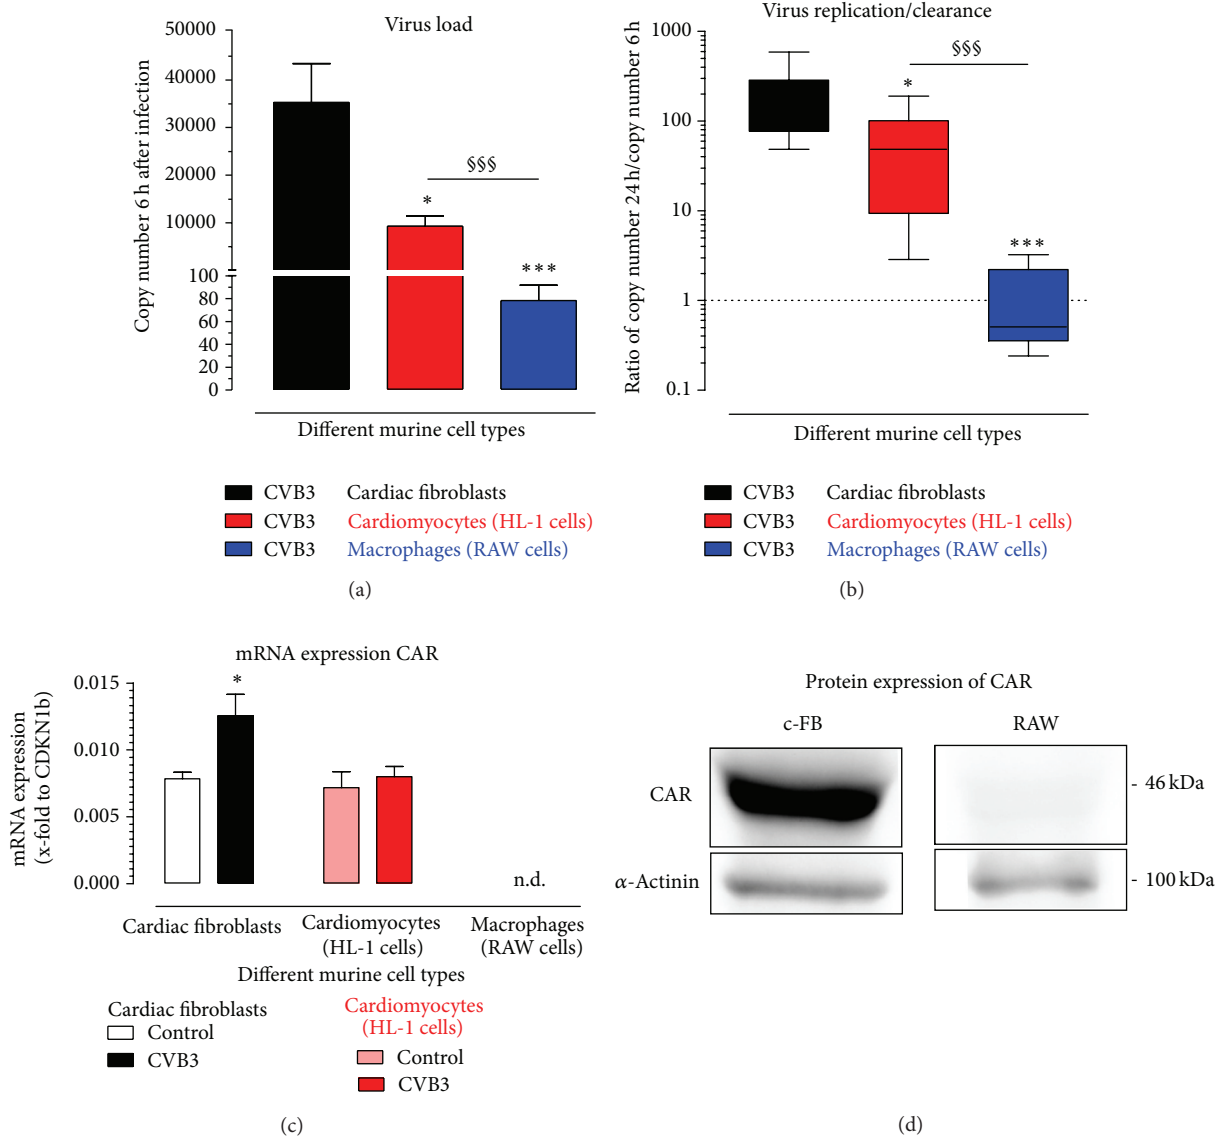 Virus load
Copy number 6 h after infection
50000
40000
30000
20000
10000
100
80
60
40
20
0
§§§
*
***
Different murine cell types
CVB3 Cardiac fibroblasts
CVB3 Cardiomyocytes (HL-1 cells)
CVB3 Macrophages (RAW cells)
(a)
Virus replication/clearance
Ratio of copy number 24 h/copy number 6 h
1000
100
10
1
0.1
§§§
*
***
Different murine cell types
CVB3 Cardiac fibroblasts
CVB3 Cardiomyocytes (HL-1 cells)
CVB3 Macrophages (RAW cells)
(b)
mRNA expression CAR
mRNA expression
(x-fold to CDKN1b)
0.015
0.010
0.005
0.000
*
n.d.
Cardiac fibroblasts
Cardiomyocytes
(HL-1 cells)
Macrophages
(RAW cells)
Different murine cell types
Cardiac fibroblasts
Control
CVB3
Cardiomyocytes
(HL-1 cells)
Control
CVB3
(c)
Protein expression of CAR
c-FB RAW
CAR
- 46 kDa
α-Actinin
- 100 kDa
(d)